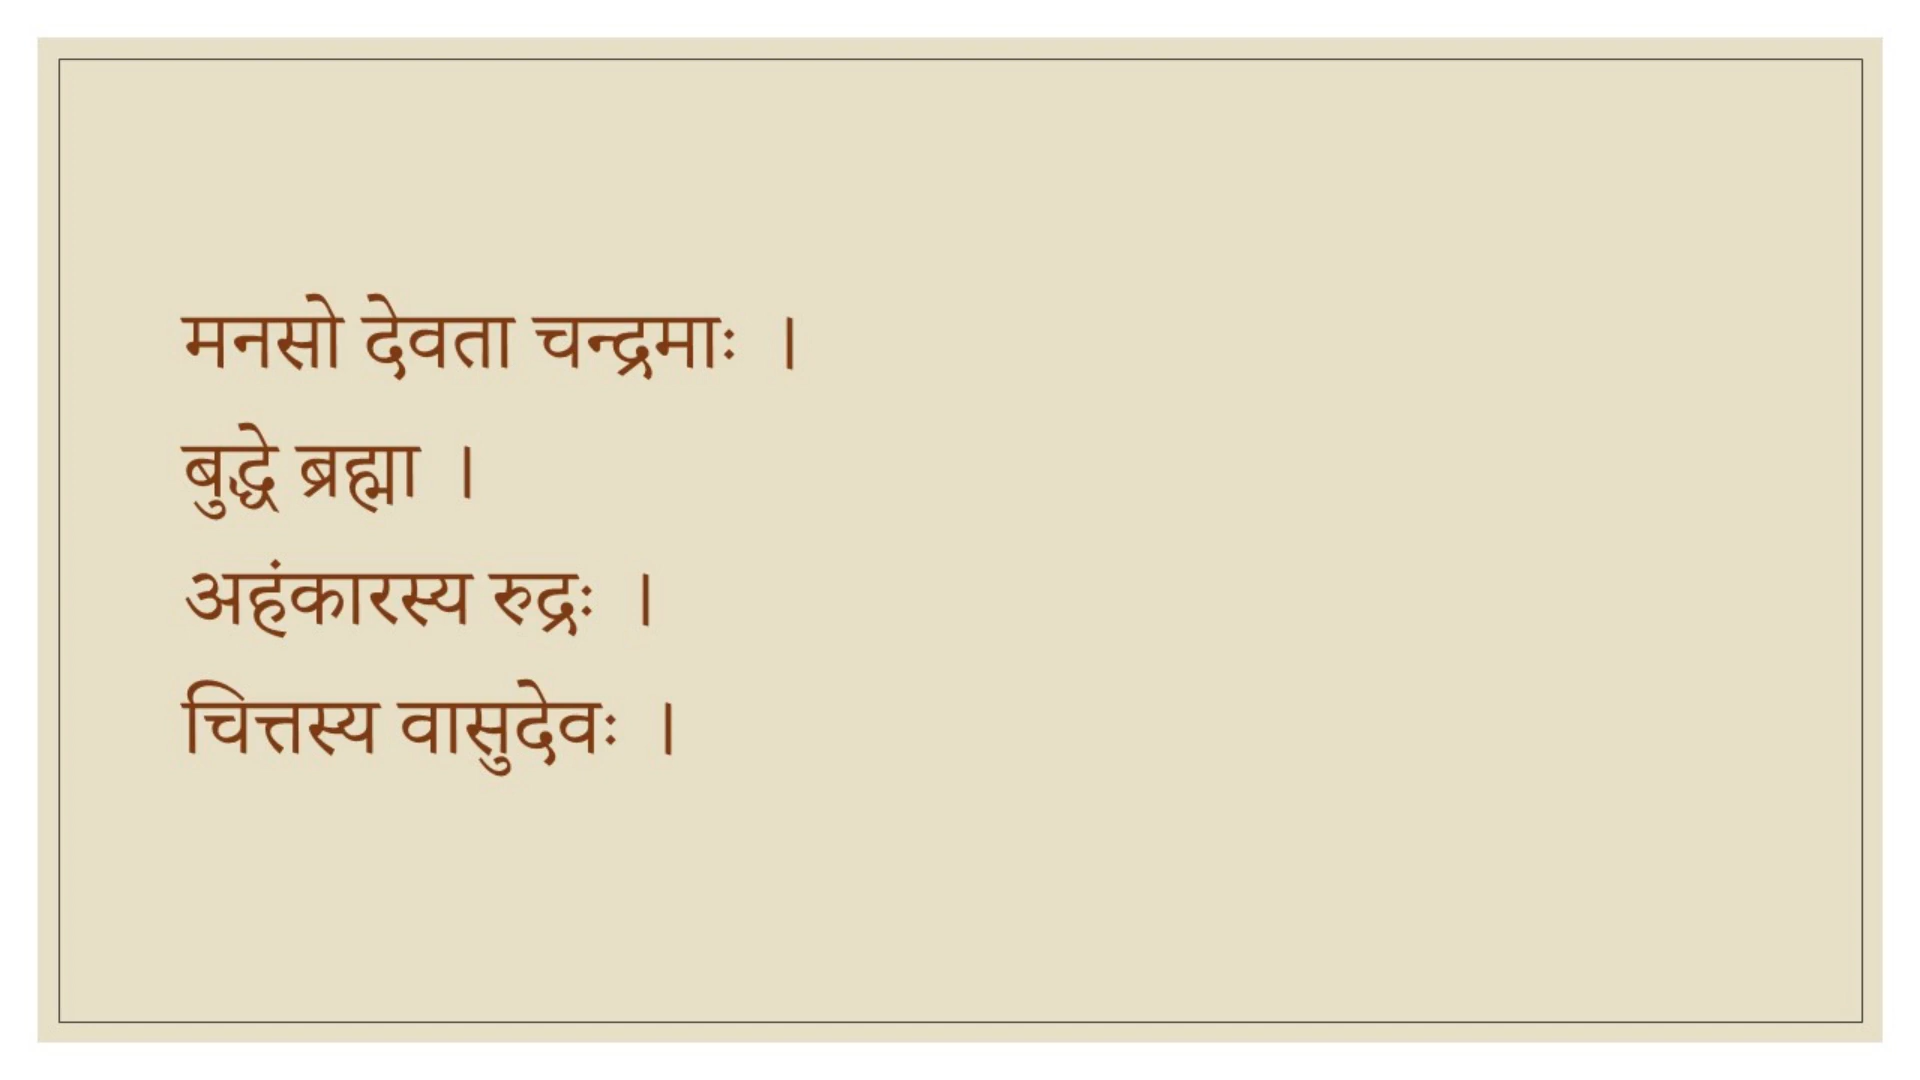 मनसो देवता चन्द्रमाः ।
बुद्धे ब्रह्मा ।
अहंकारस्य रुद्रः ।
चित्तस्य वासुदेवः ।